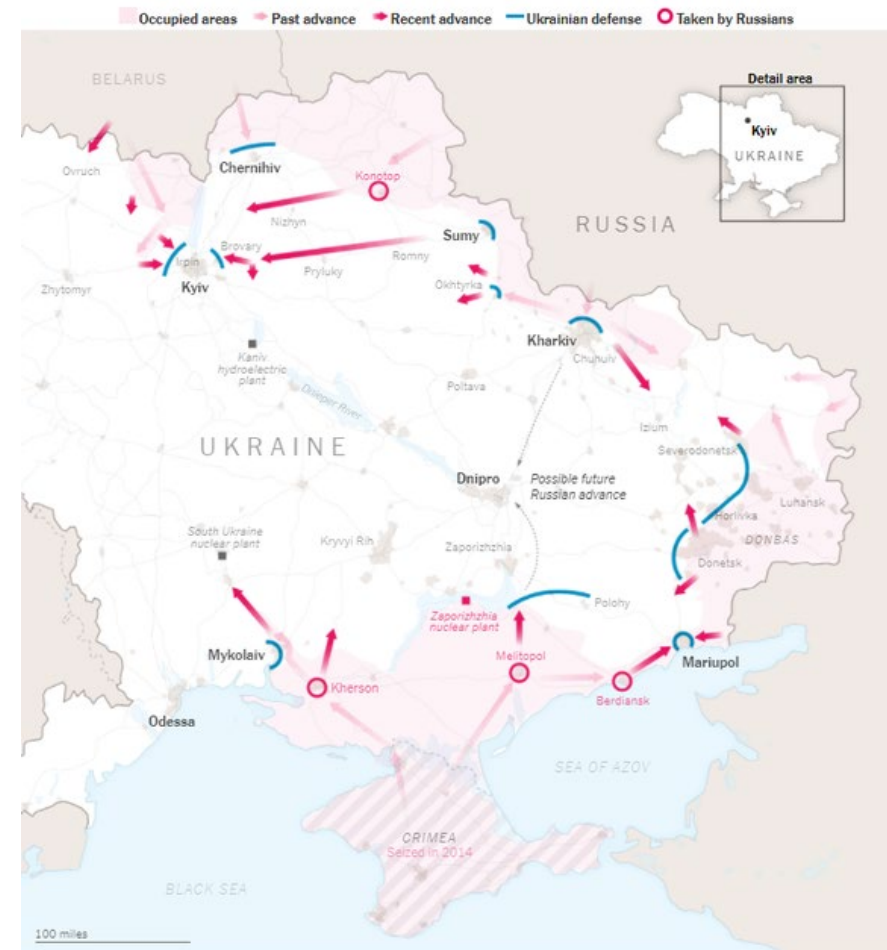 Occupied areas
Past advance
Recent advance
Ukrainian defense
Taken by Russians
BELARUS
Detail area
Kyiv
UKRAINE
Ovruch
Chernihiv
Konotop
RUSSIA
Nizhyn
Sumy
Brovary
Romny
Irpin
Pryluky
Okhtyrka
Zhytomyr
Kyiv
Kharkiv
Chuhuiv
Kaniv
hydroelectric
plant
Poltava
Dnieper River
Izium
UKRAINE
Severodonetsk
Dnipro
Possible future
Russian advance
Luhansk
Horlivka
South Ukraine
nuclear plant
Kryvyi Rih
DONBAS
Zaporizhzhia
Donetsk
Polohy
Zaporizhzhia
nuclear plant
Mykolaiv
Melitopol
Mariupol
Kherson
Berdiansk
Odessa
SEA OF AZOV
CRIMEA
Seized in 2014
BLACK SEA
100 miles